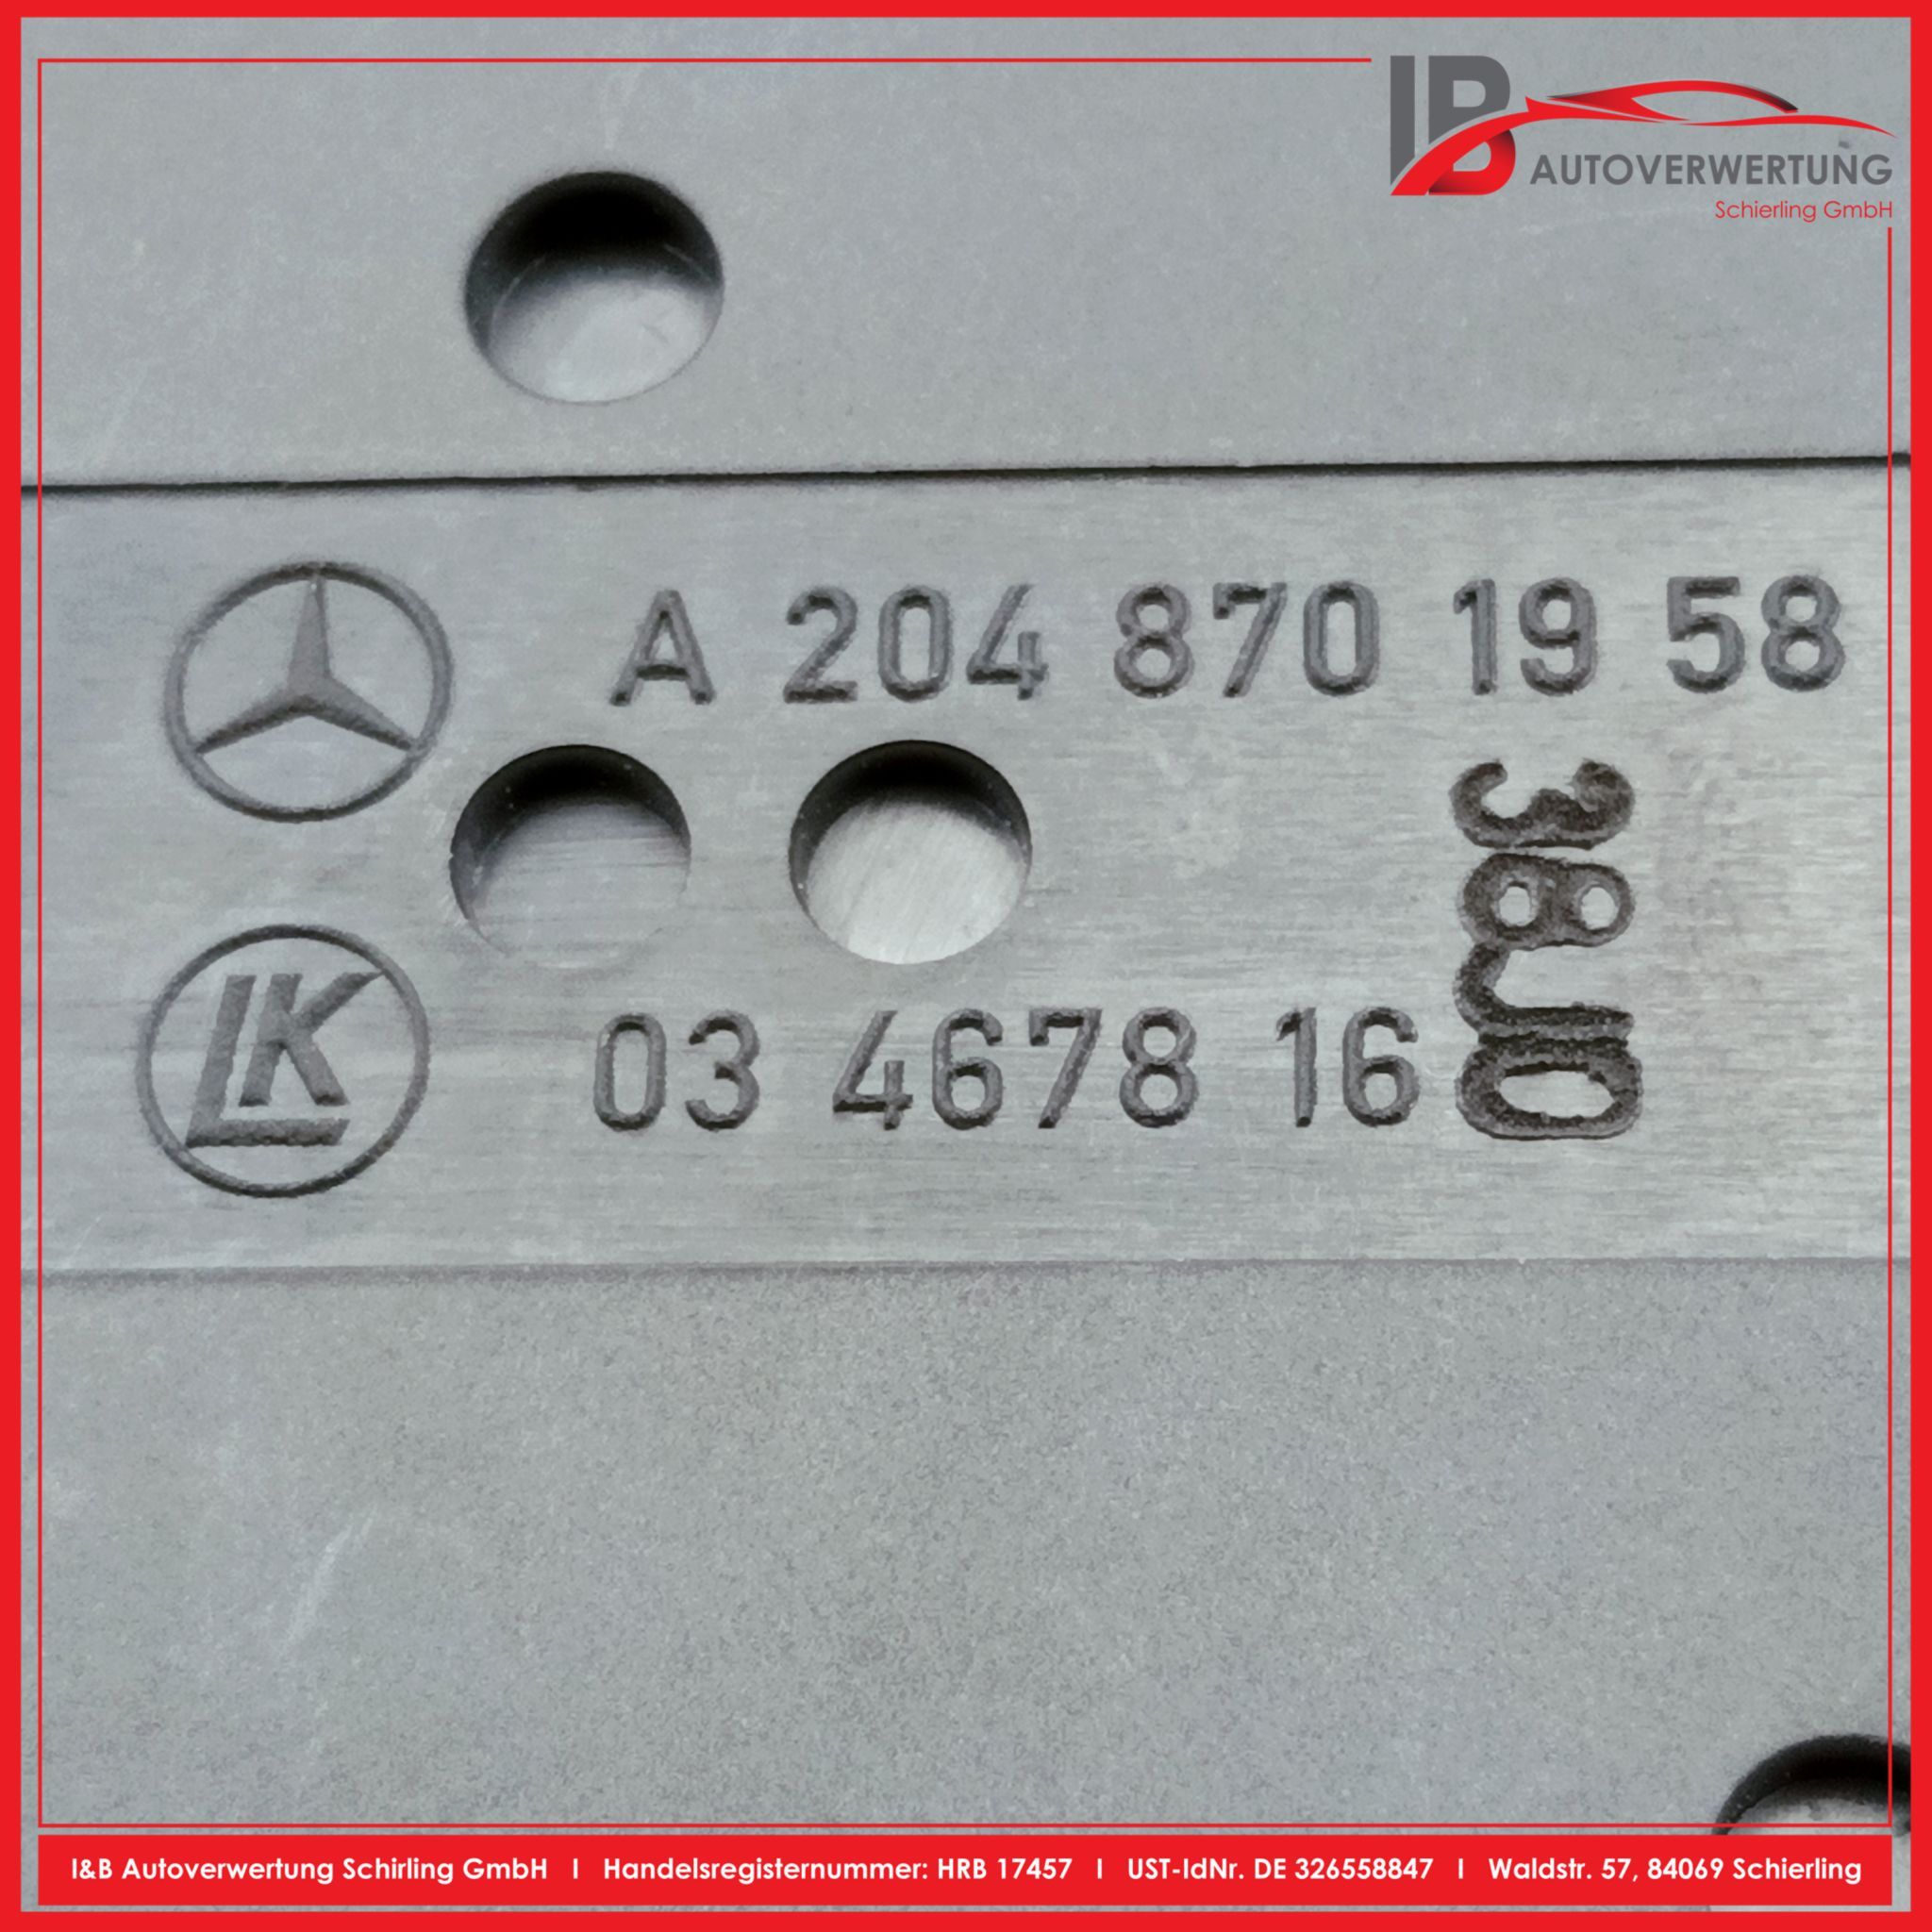 IB AUTOVERWERTUNG
Schierling GmbH
A 204 870 19 58
38J0
LK
03 4678 16
I&B Autoverwertung Schirling GmbH | Handelsregisternummer: HRB 17457 | UST-IdNr. DE 326558847 | Waldstr. 57, 84069 Schierling